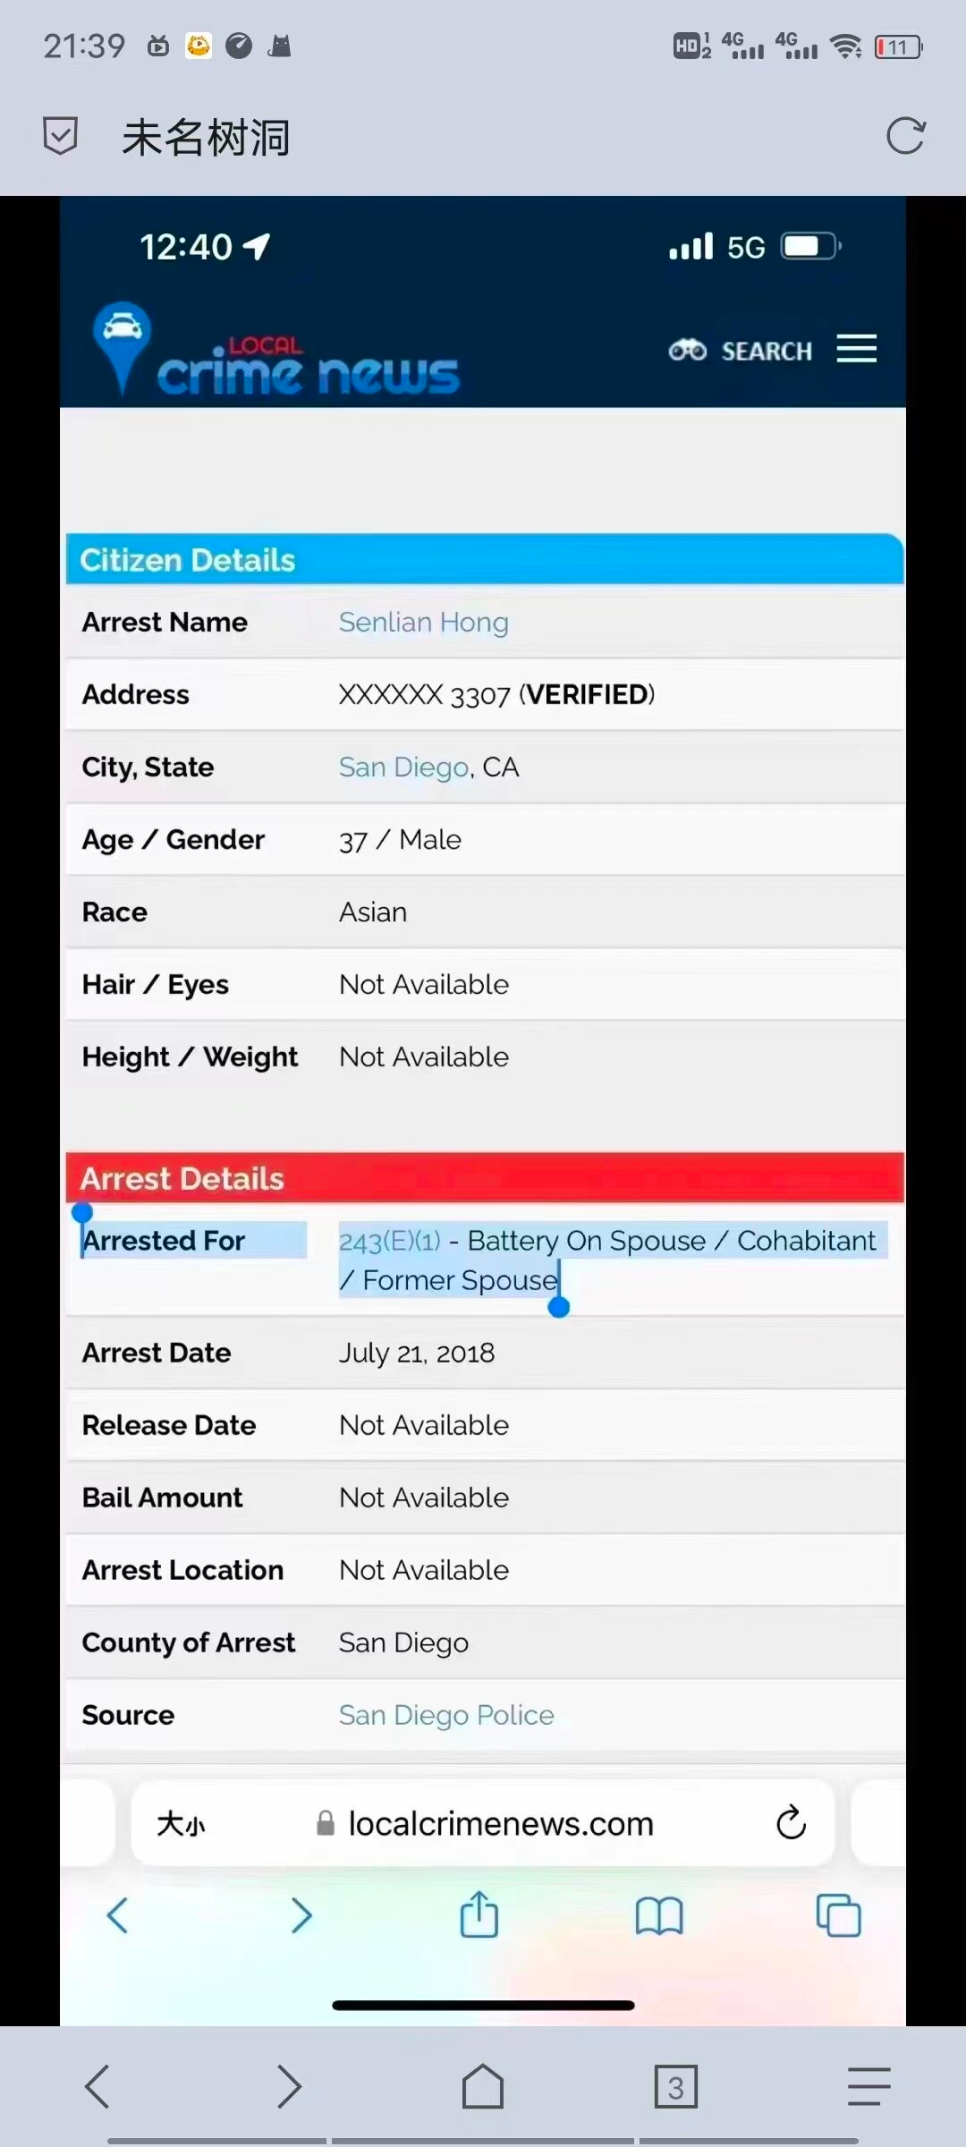 21:39
HD 1 2 4G 4G 11
未名树洞
12:40 5G
LOCAL
crime news
SEARCH
Citizen Details
Arrest Name Senlian Hong
Address XXXXXX 3307 (VERIFIED)
City, State San Diego, CA
Age / Gender 37 / Male
Race Asian
Hair / Eyes Not Available
Height / Weight Not Available
Arrest Details
Arrested For 243(E)(1) - Battery On Spouse / Cohabitant
/ Former Spouse
Arrest Date July 21, 2018
Release Date Not Available
Bail Amount Not Available
Arrest Location Not Available
County of Arrest San Diego
Source San Diego Police
大小 localcrimenews.com
3